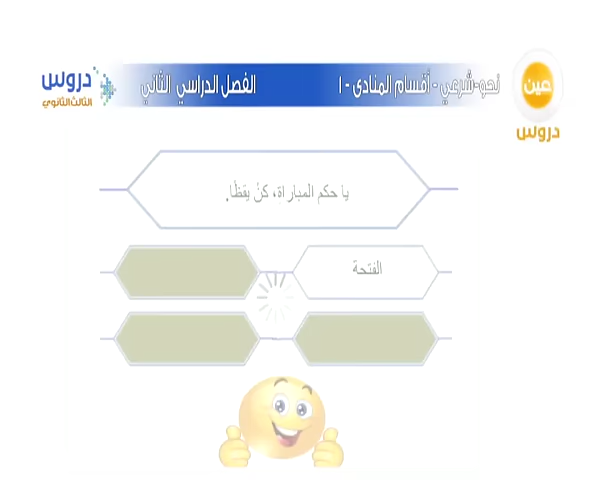 دروس
الثالث الثانوي
نحو-شرعي - أقسام المنادى - ١ الفصل الدراسي الثاني
عين
دروس
يا حكم المباراة، كنْ يقظًا.
الفتحة